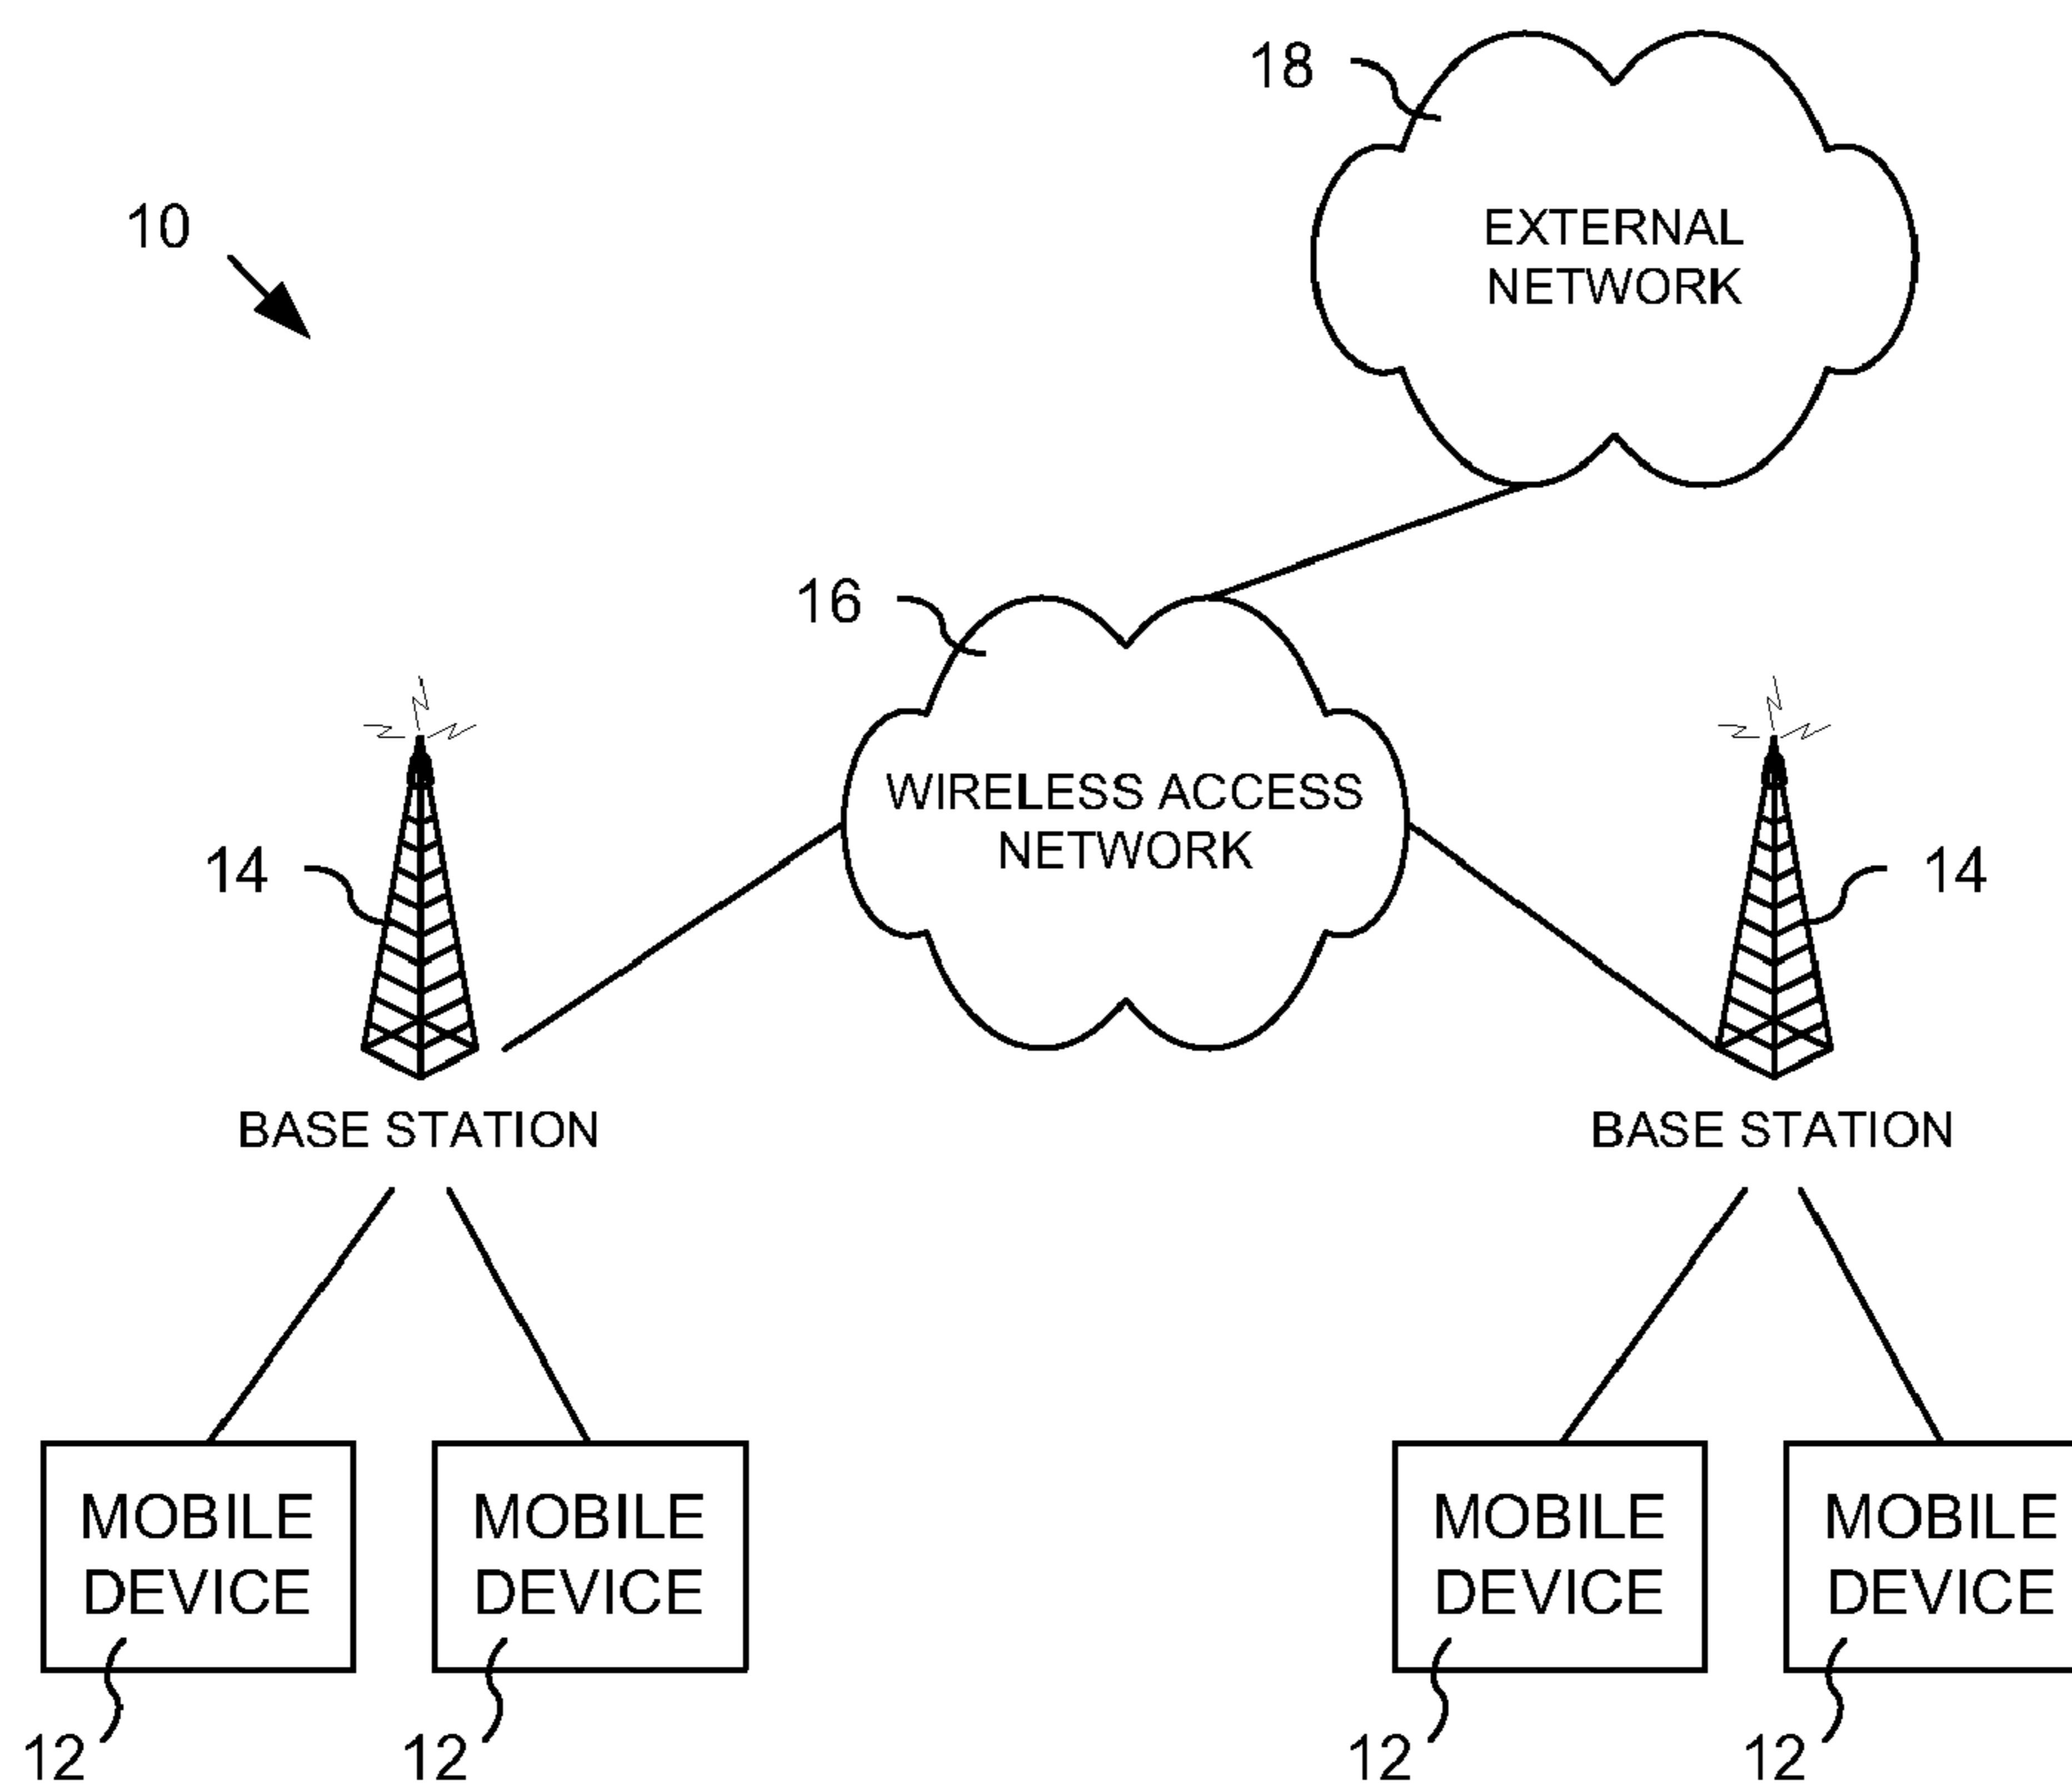 18
EXTERNAL
NETWORK
10
16
WIRELESS ACCESS
NETWORK
14
14
BASE STATION
BASE STATION
MOBILE
DEVICE
MOBILE
DEVICE
MOBILE
DEVICE
MOBILE
DEVICE
12
12
12
12